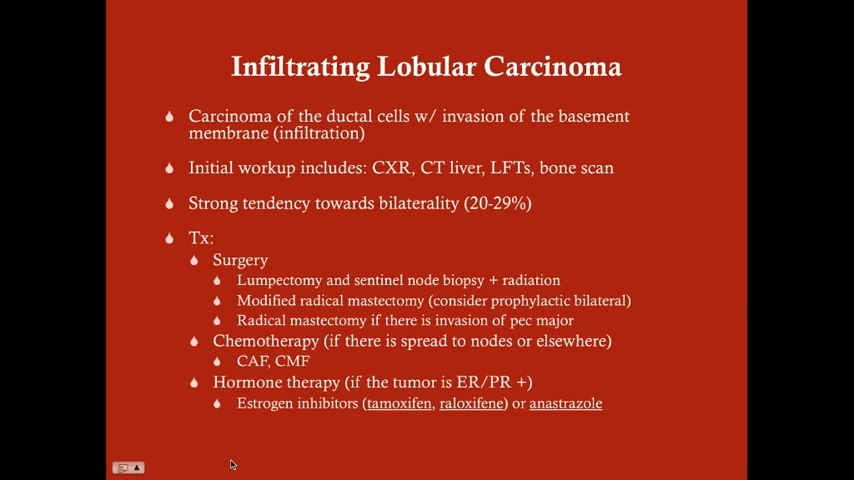 Infiltrating Lobular Carcinoma
Carcinoma of the ductal cells w/ invasion of the basement
membrane (infiltration)
Initial workup includes: CXR, CT liver, LFTs, bone scan
Strong tendency towards bilaterality (20-29%)
Tx:
Surgery
Lumpectomy and sentinel node biopsy + radiation
Modified radical mastectomy (consider prophylactic bilateral)
Radical mastectomy if there is invasion of pec major
Chemotherapy (if there is spread to nodes or elsewhere)
CAF, CMF
Hormone therapy (if the tumor is ER/PR +)
Estrogen inhibitors (tamoxifen, raloxifene) or anastrazole